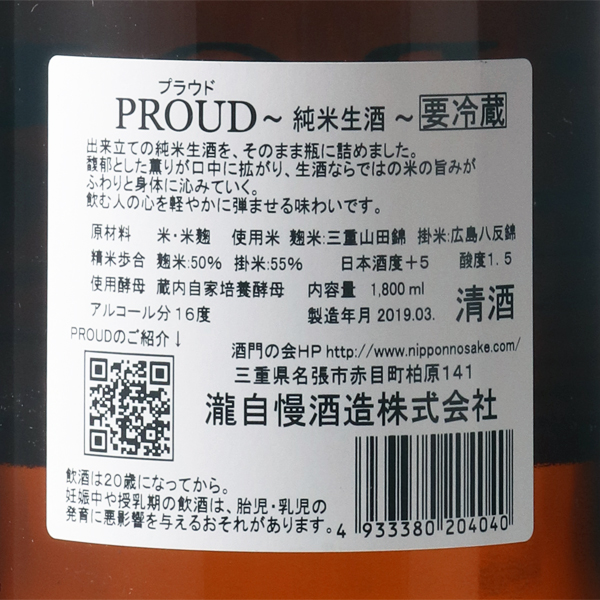 プラウド
PROUD～ 純米生酒 ～ 要冷蔵
出来立ての純米生酒を、そのまま瓶に詰めました。
馥郁とした薫りが口中に拡がり、生酒ならではの米の旨みが
ふわりと身体に沁みていく。
飲む人の心を軽やかに弾ませる味わいです。
原材料 米・米麹 使用米 麹米:三重山田錦 掛米:広島八反錦
精米歩合 麹米:50% 掛米:55% 日本酒度+5 酸度1.5
使用酵母 蔵内自家培養酵母 内容量 1,800ml
アルコール分16度 製造年月 2019.03. 清酒
PROUDのご紹介↓
酒門の会HP http://www.nipponnosake.com/
三重県名張市赤目町柏原141
瀧自慢酒造株式会社
飲酒は20歳になってから。
妊娠中や授乳期の飲酒は、胎児・乳児の
発育に悪影響を与えるおそれがあります。
4 933380 204040